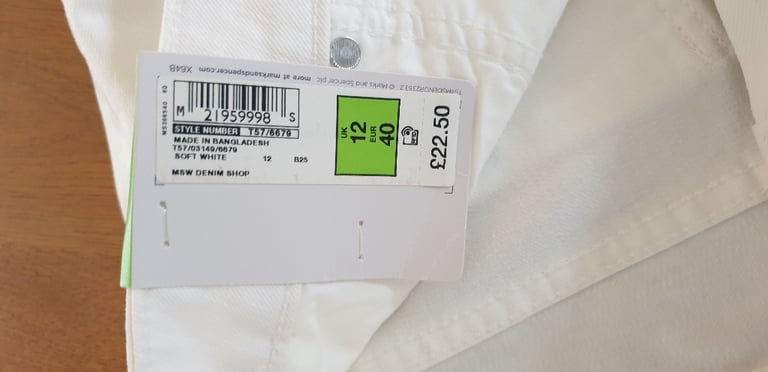 more at marksandspencer.com X64B
© Marks and Spencer plc
M 21959998 S
STYLE NUMBER T57/6679
MADE IN BANGLADESH
T57/03149/6679
SOFT WHITE 12 B25
MSW DENIM SHOP
UK 12
EUR 40
£22.50